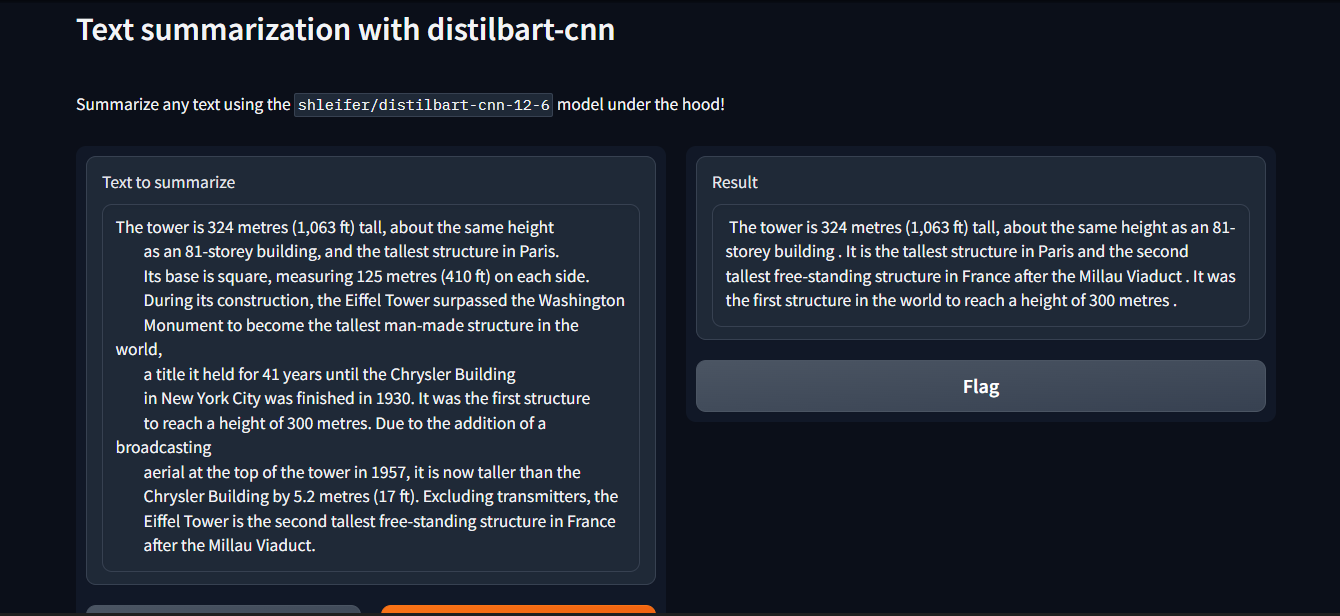 Text summarization with distilbart-cnn
Summarize any text using the shleifer/distilbart-cnn-12-6 model under the hood!
Text to summarize
The tower is 324 metres (1,063 ft) tall, about the same height
as an 81-storey building, and the tallest structure in Paris.
Its base is square, measuring 125 metres (410 ft) on each side.
During its construction, the Eiffel Tower surpassed the Washington
Monument to become the tallest man-made structure in the
world,
a title it held for 41 years until the Chrysler Building
in New York City was finished in 1930. It was the first structure
to reach a height of 300 metres. Due to the addition of a
broadcasting
aerial at the top of the tower in 1957, it is now taller than the
Chrysler Building by 5.2 metres (17 ft). Excluding transmitters, the
Eiffel Tower is the second tallest free-standing structure in France
after the Millau Viaduct.
Result
The tower is 324 metres (1,063 ft) tall, about the same height as an 81-
storey building . It is the tallest structure in Paris and the second
tallest free-standing structure in France after the Millau Viaduct . It was
the first structure in the world to reach a height of 300 metres .
Flag